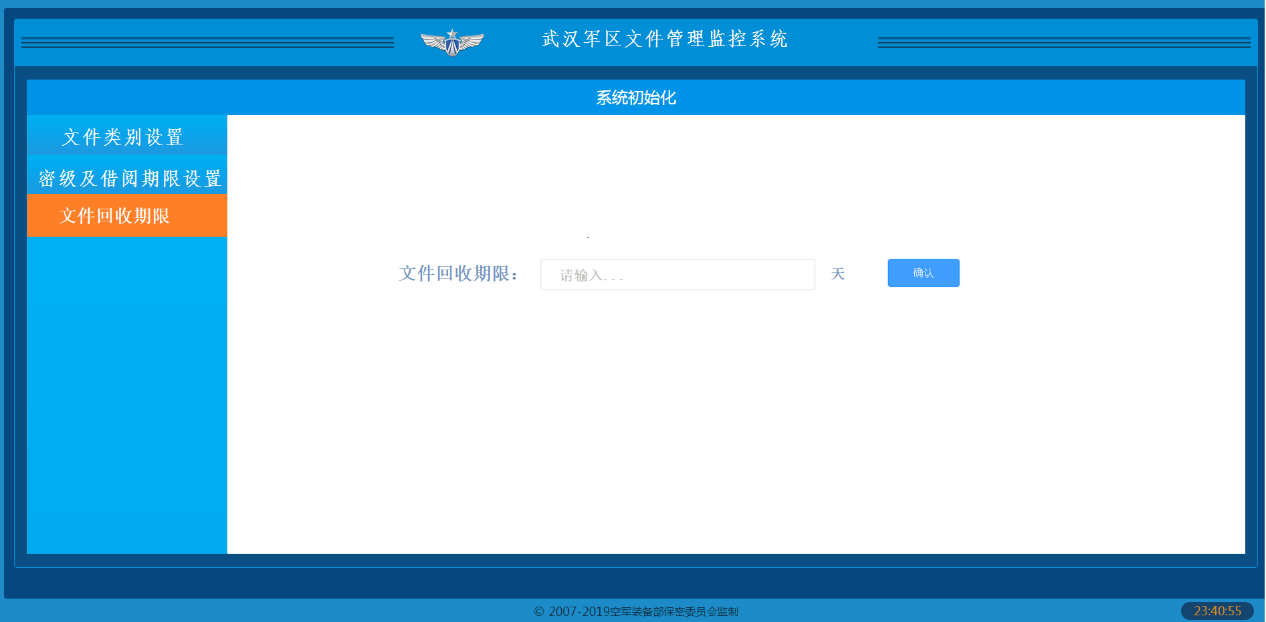 武汉军区文件管理监控系统
系统初始化
文件类别设置
密级及借阅期限设置
文件回收期限
文件回收期限： 请输入... 天 确认
© 2007-2019空军装备部保密委员会监制
23:40:55